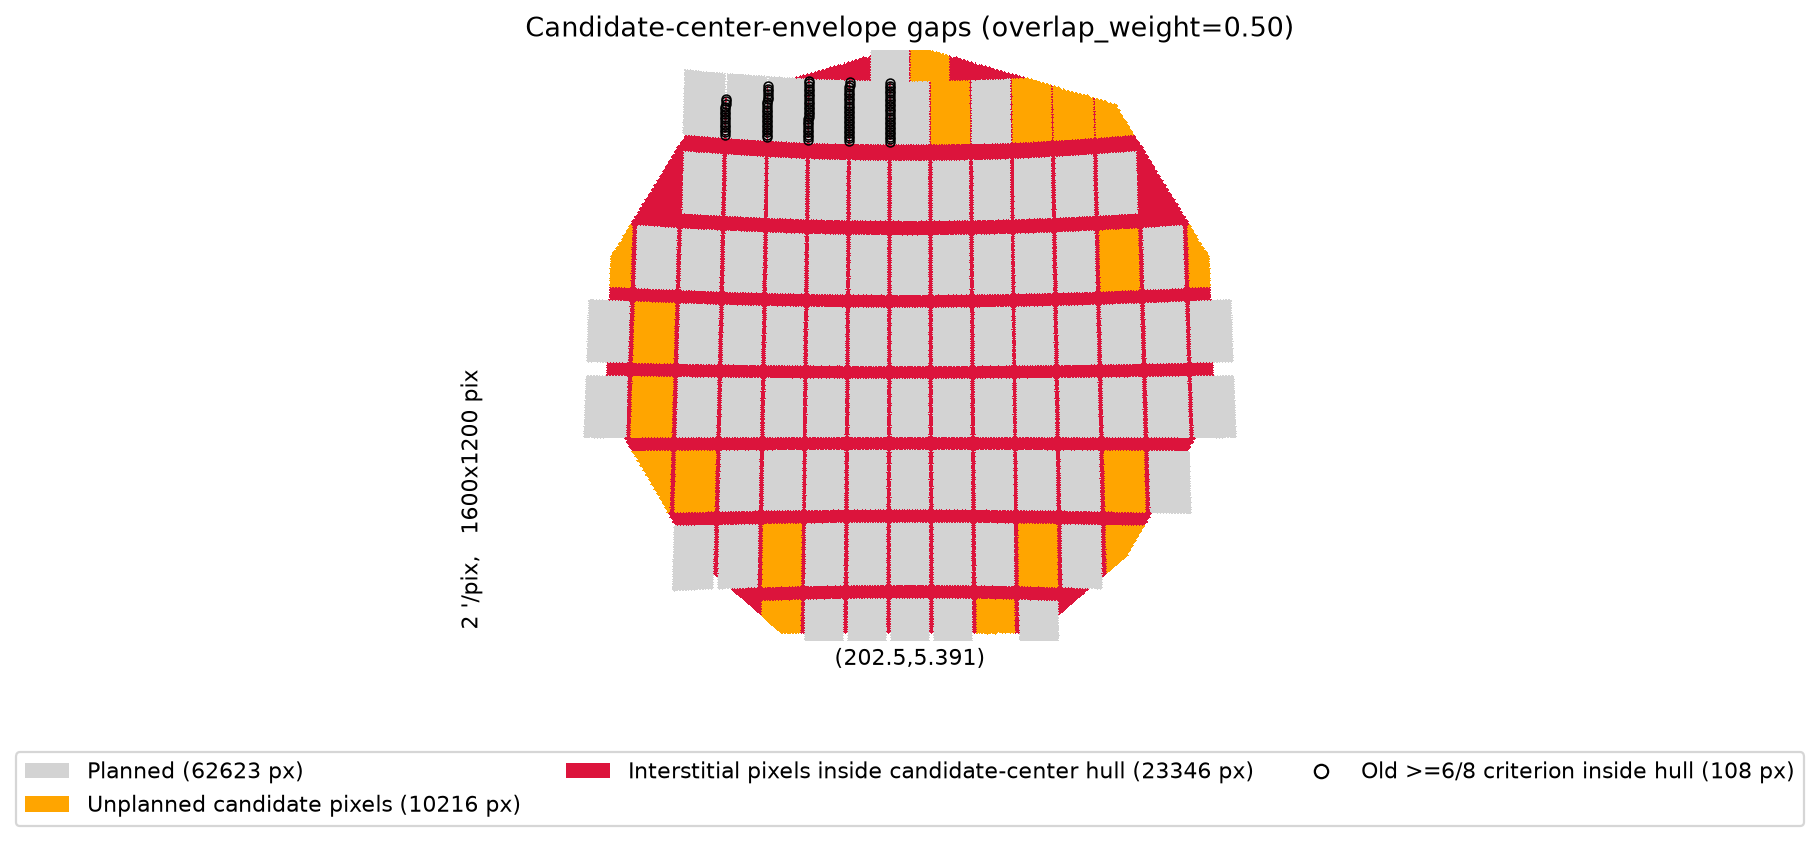 Candidate-center-envelope gaps (overlap_weight=0.50)
2 '/pix,   1600x1200 pix
(202.5,5.391)
Planned (62623 px)
Unplanned candidate pixels (10216 px)
Interstitial pixels inside candidate-center hull (23346 px)
Old >=6/8 criterion inside hull (108 px)